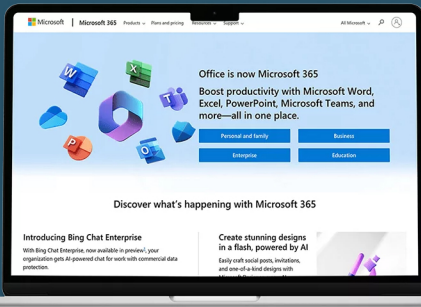 Microsoft
Microsoft 365
Products
Plans and pricing
Resources
Support
All Microsoft
Office is now Microsoft 365
Boost productivity with Microsoft Word,
Excel, PowerPoint, Microsoft Teams, and
more—all in one place.
Personal and family
Business
Enterprise
Education
W
X
T
P
O
Discover what's happening with Microsoft 365
Introducing Bing Chat Enterprise
With Bing Chat Enterprise, now available in preview¹, your
organization gets AI-powered chat for work with commercial data
protection.
Create stunning designs
in a flash, powered by AI
Easily craft social posts, invitations,
and one-of-a-kind designs with